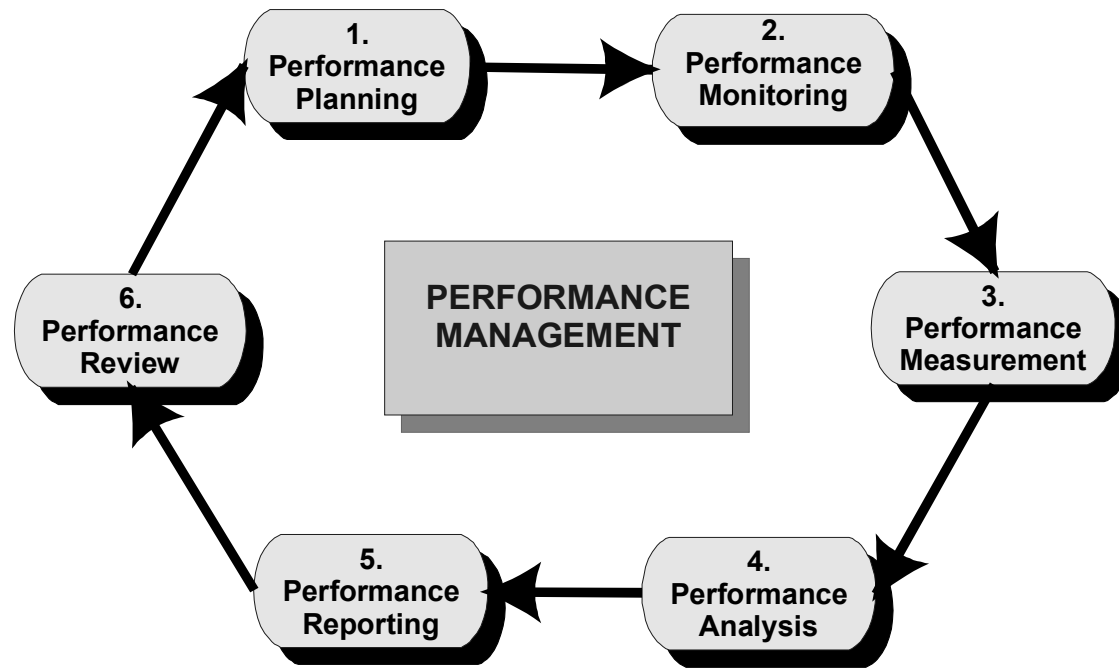 1.
Performance
Planning
2.
Performance
Monitoring
3.
Performance
Measurement
4.
Performance
Analysis
5.
Performance
Reporting
6.
Performance
Review
PERFORMANCE
MANAGEMENT